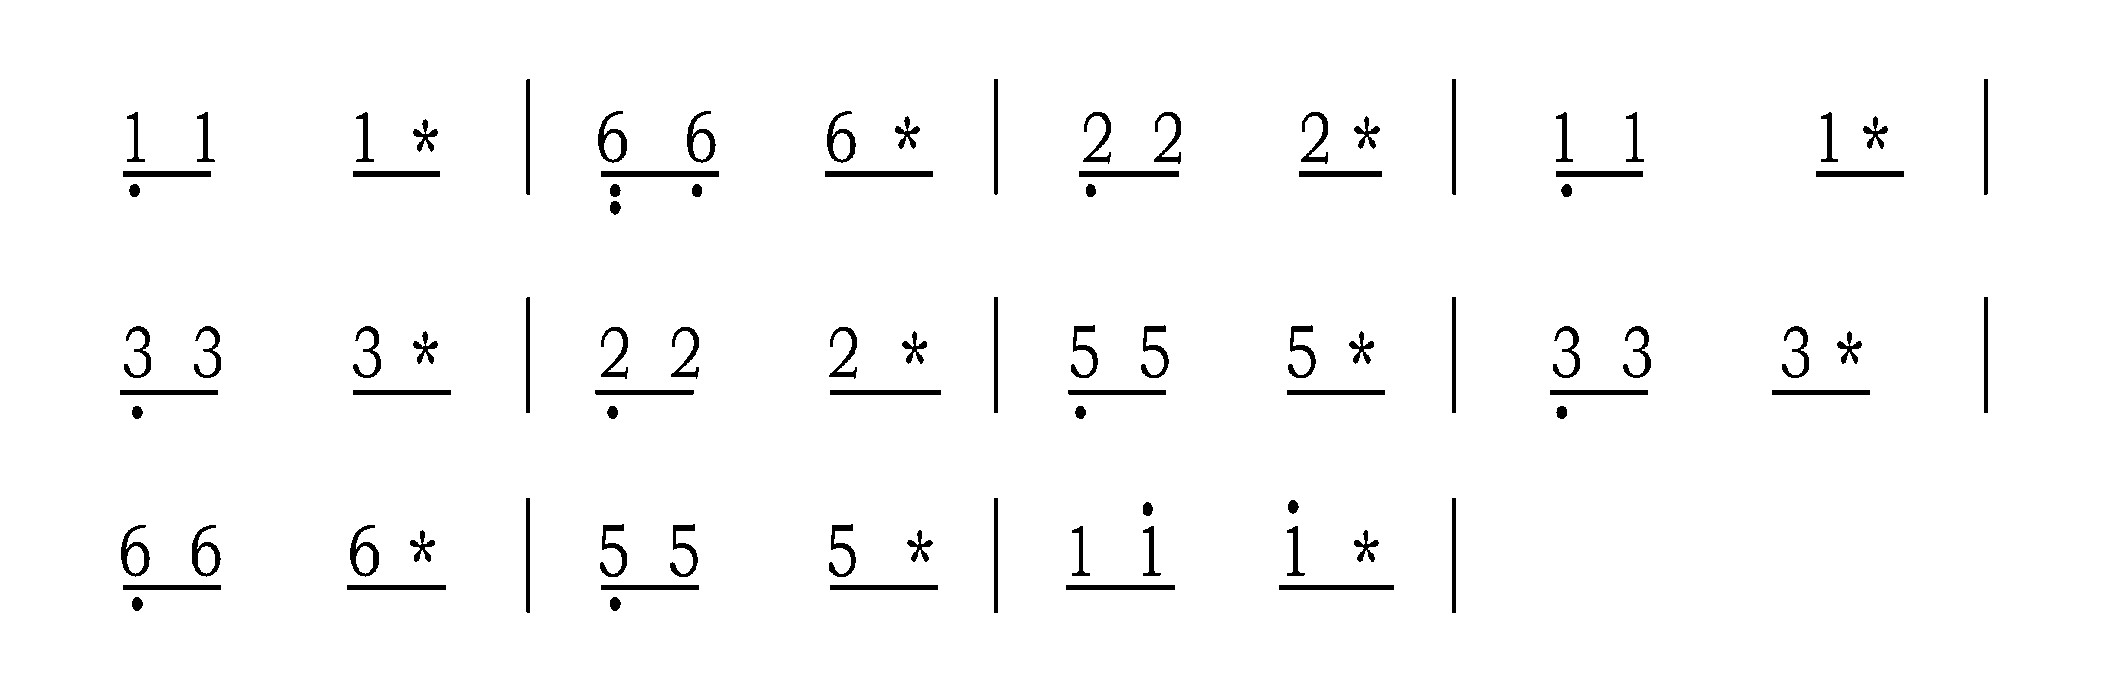 1̣ 1 1 * | 6̣̣ 6̣ 6 * | 2̣ 2 2 * | 1̣ 1 1 * |
3̣ 3 3 * | 2̣ 2 2 * | 5̣ 5 5 * | 3̣ 3 3 * |
6̣ 6 6 * | 5̣ 5 5 * | 1 1̇ 1̇ * |